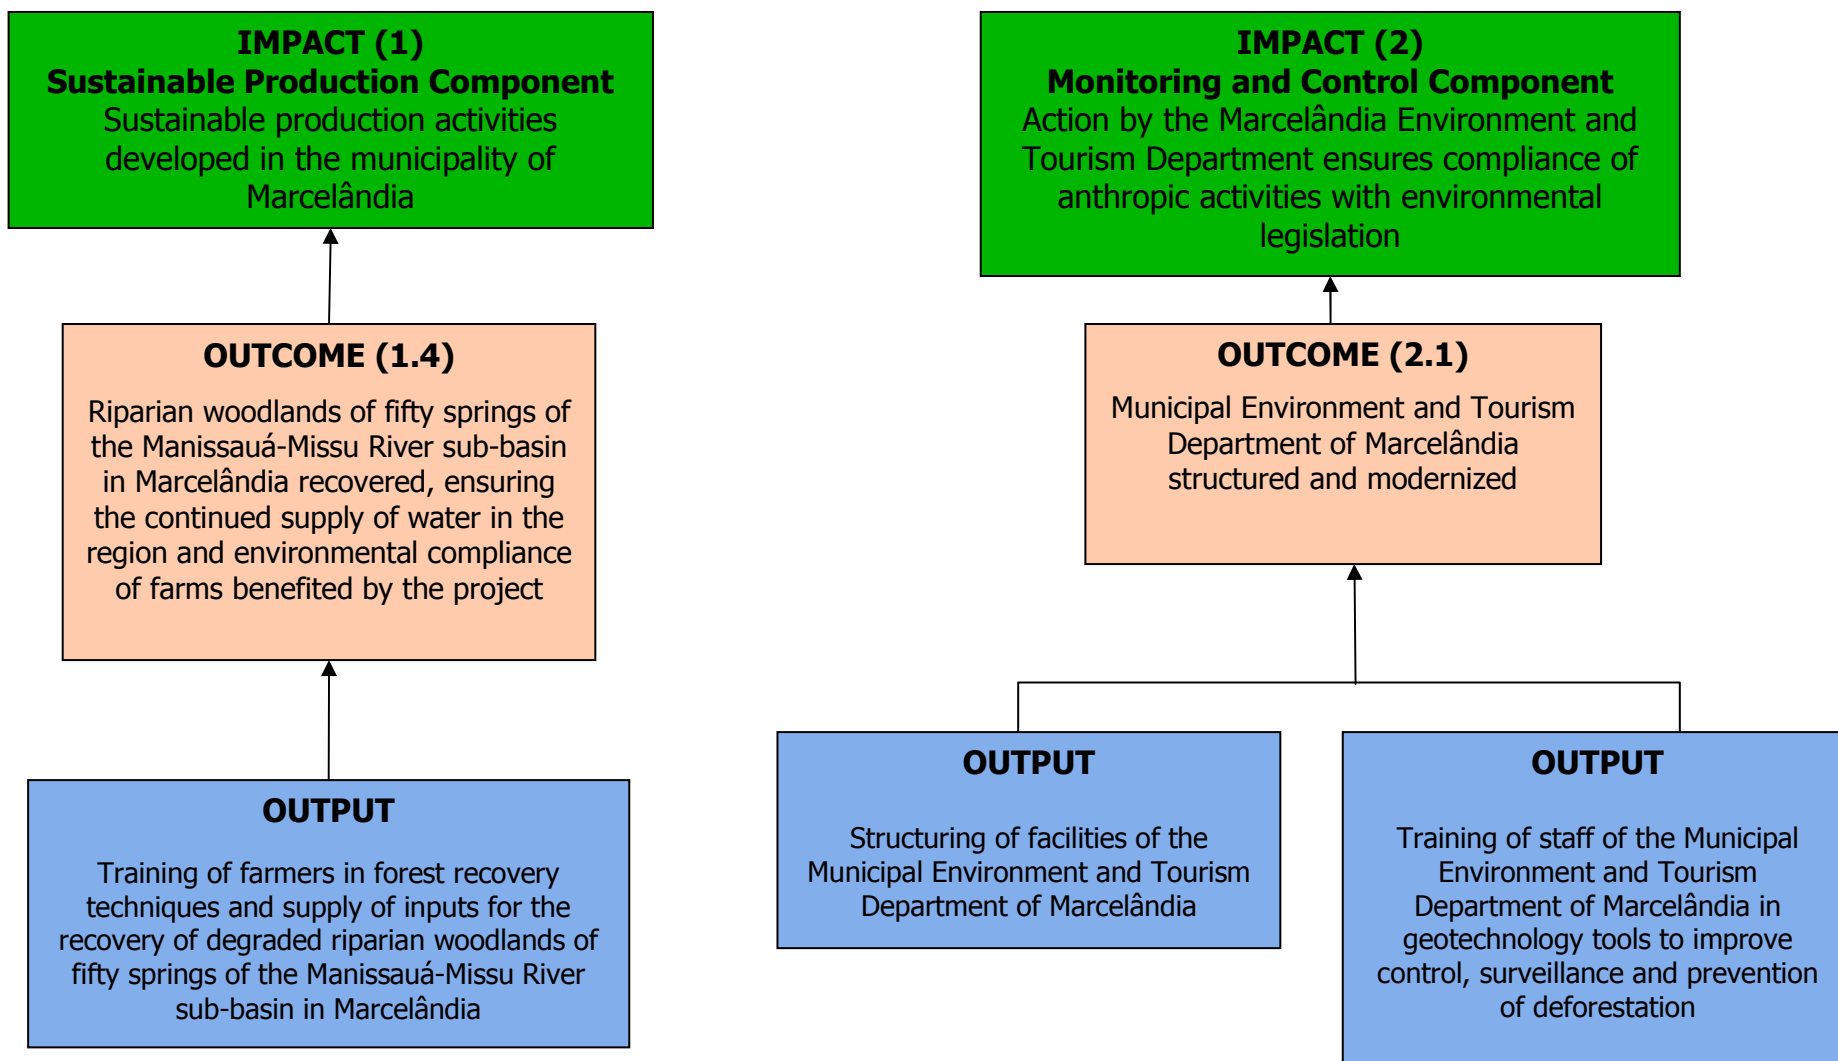 IMPACT (1)
Sustainable Production Component
Sustainable production activities
developed in the municipality of
Marcelândia
IMPACT (2)
Monitoring and Control Component
Action by the Marcelândia Environment and
Tourism Department ensures compliance of
anthropic activities with environmental
legislation
OUTCOME (1.4)
Riparian woodlands of fifty springs of
the Manissauá-Missu River sub-basin
in Marcelândia recovered, ensuring
the continued supply of water in the
region and environmental compliance
of farms benefited by the project
OUTCOME (2.1)
Municipal Environment and Tourism
Department of Marcelândia
structured and modernized
OUTPUT
Training of farmers in forest recovery
techniques and supply of inputs for the
recovery of degraded riparian woodlands of
fifty springs of the Manissauá-Missu River
sub-basin in Marcelândia
OUTPUT
Structuring of facilities of the
Municipal Environment and Tourism
Department of Marcelândia
OUTPUT
Training of staff of the Municipal
Environment and Tourism
Department of Marcelândia in
geotechnology tools to improve
control, surveillance and prevention
of deforestation